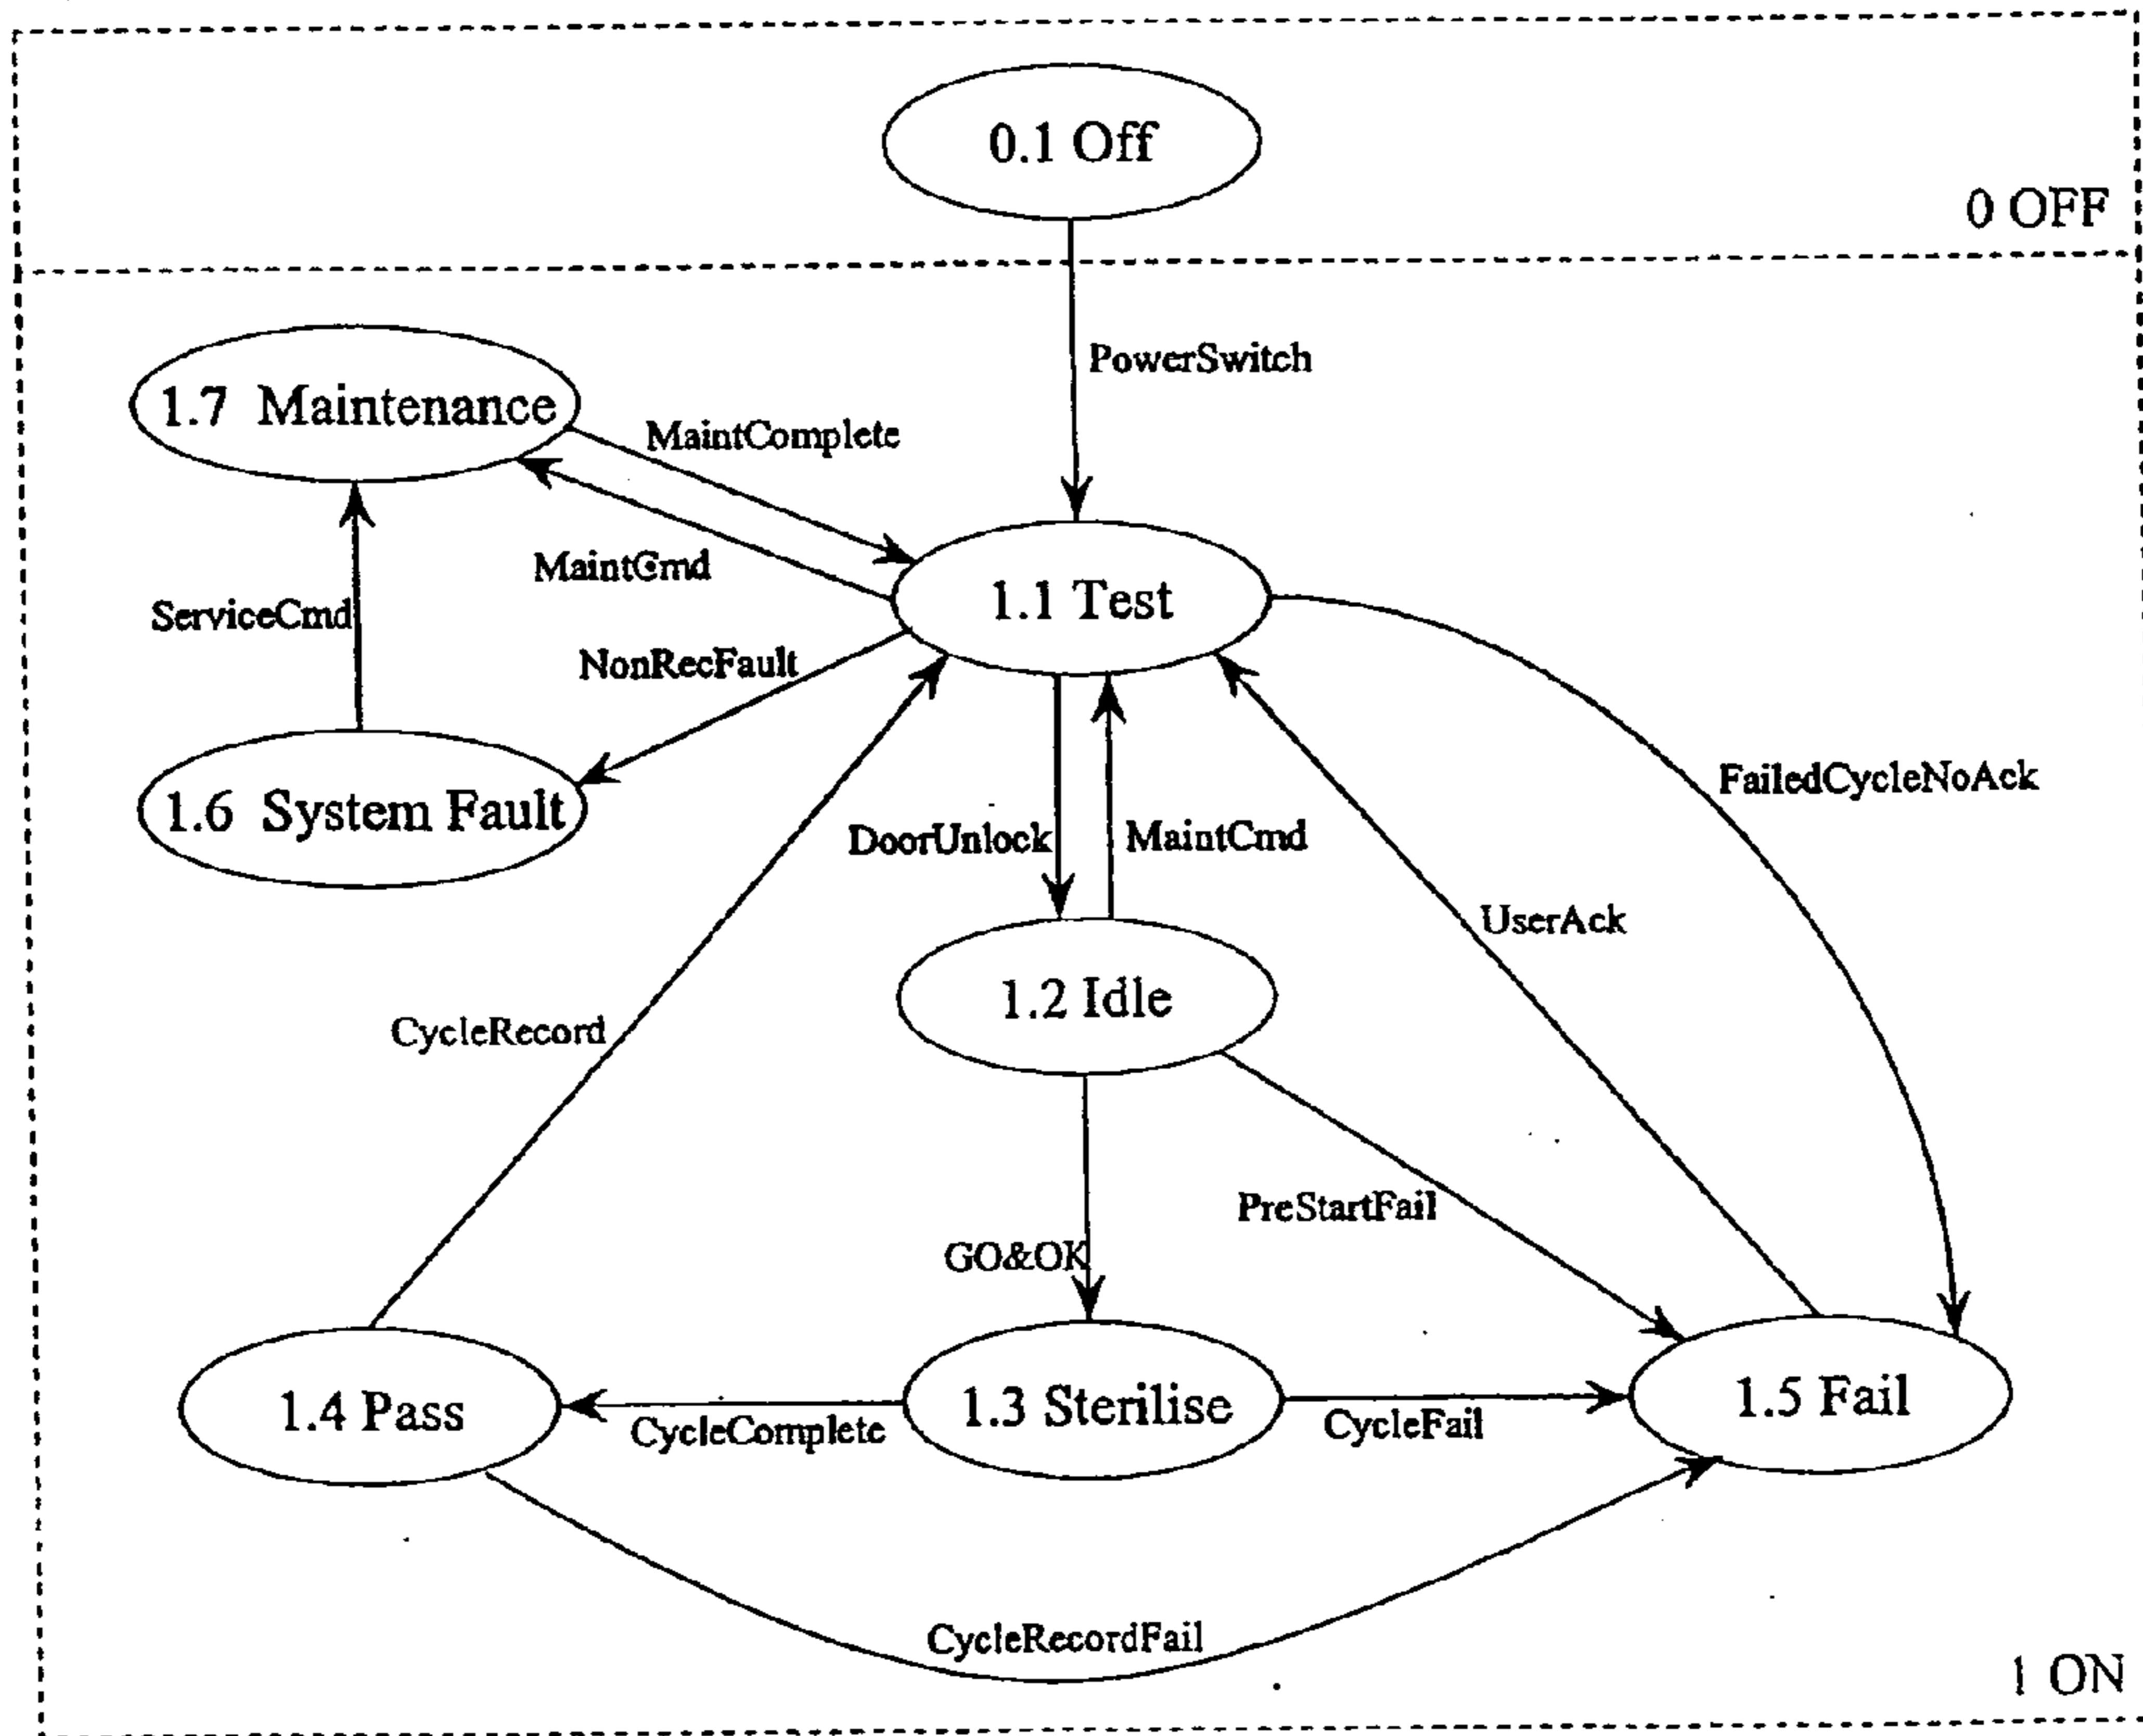 0.1 Off
0 OFF
PowerSwitch
1.7 Maintenance
MaintComplete
MaintCmd
1.1 Test
ServiceCmd
NonRecFault
FailedCycleNoAck
1.6 System Fault
DoorUnlock
MaintCmd
UserAck
1.2 Idle
CycleRecord
PreStartFail
GO&OK
1.4 Pass
CycleComplete
1.3 Sterilise
CycleFail
1.5 Fail
CycleRecordFail
1 ON